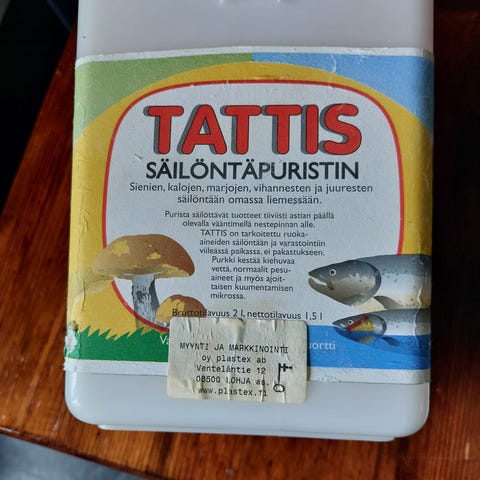 TATTIS
SÄILÖNTÄPURISTIN
Sienien, kalojen, marjojen, vihannesten ja juuresten
säilöntään omassa liemessään.
Purista säilöttävät tuotteet tiiviisti astian päällä
olevalla vääntimellä nestepinnan alle.
TATTIS on tarkoitettu ruoka-
aineiden säilöntään ja varastointiin
viileässä paikassa, ei pakastukseen.
Purkki kestää kiehuvaa
vettä, normaalit pesu-
aineet ja myös ajoit-
taisen kuumentamisen
mikrossa.
Bruttotilavuus 2 l, nettotilavuus 1,5 l
MYYNTI JA MARKKINOINTI
oy plastex ab
Venteläntie 12
08500 LOHJA as.
www.plastex.fi